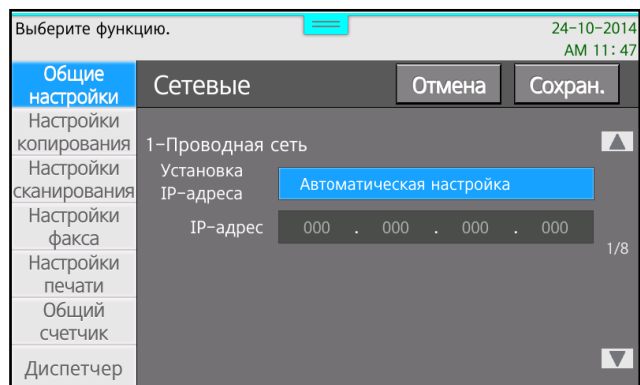 Выберите функцию.
24-10-2014
AM 11:47
Общие
настройки
Сетевые
Отмена
Сохран.
Настройки
копирования
Настройки
сканирования
Настройки
факса
Настройки
печати
Общий
счетчик
Диспетчер
1-Проводная сеть
Установка
IP-адреса
Автоматическая настройка
IP-адрес
000 . 000 . 000 . 000
1/8